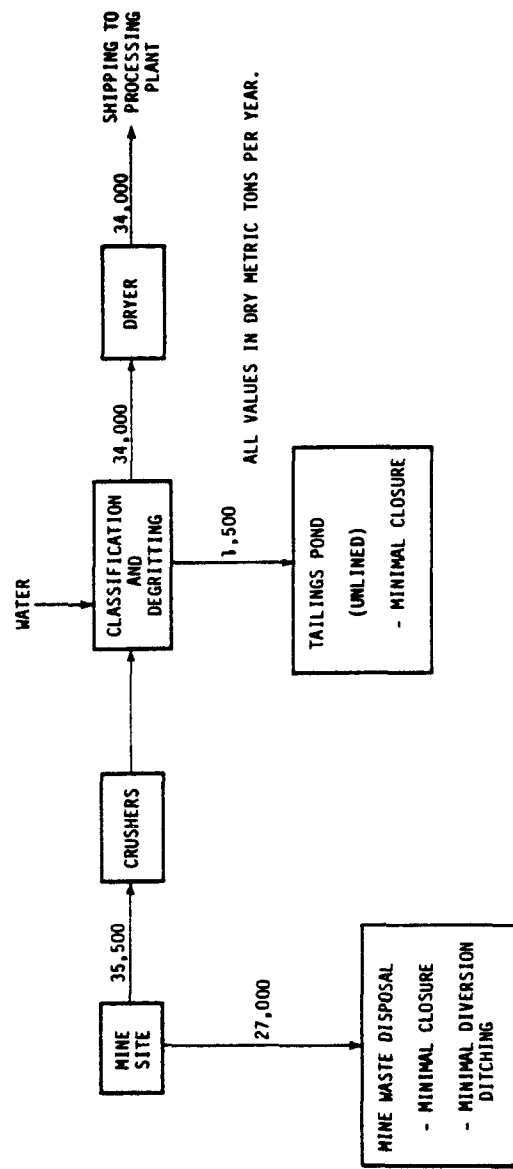 MINE
SITE
35,500
CRUSHERS
WATER
CLASSIFICATION
AND
DEGRITTING
34,000
DRYER
34,000
SHIPPING TO
PROCESSING
PLANT
27,000
1,500
ALL VALUES IN DRY METRIC TONS PER YEAR.
MINE WASTE DISPOSAL
- MINIMAL CLOSURE
- MINIMAL DIVERSION
DITCHING
TAILINGS POND
(UNLINED)
- MINIMAL CLOSURE